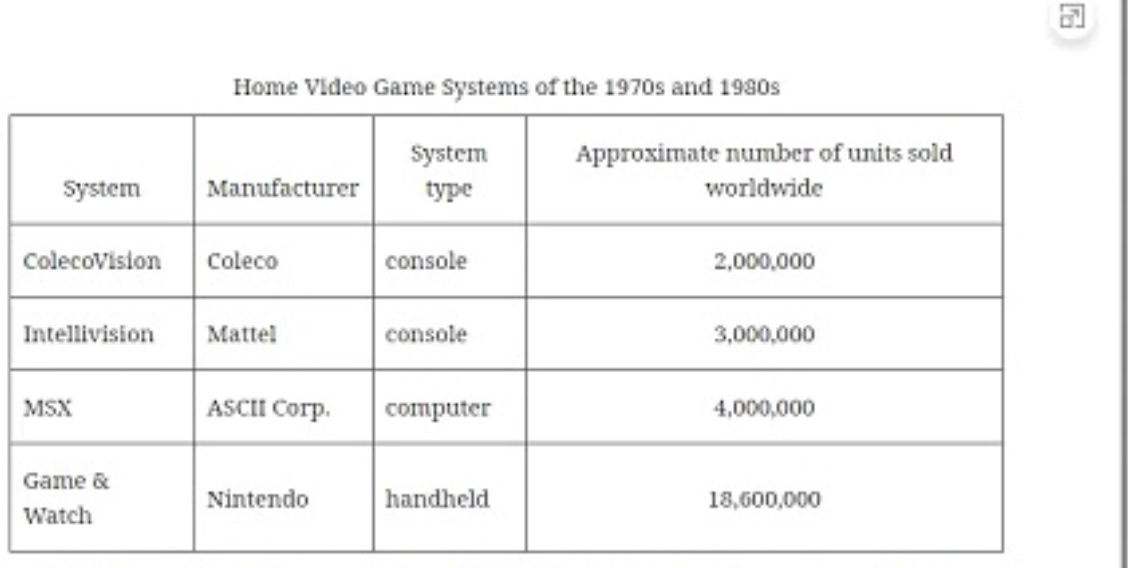 Home Video Game Systems of the 1970s and 1980s
System Manufacturer System type Approximate number of units sold worldwide
ColecoVision Coleco console 2,000,000
Intellivision Mattel console 3,000,000
MSX ASCII Corp. computer 4,000,000
Game & Watch Nintendo handheld 18,600,000